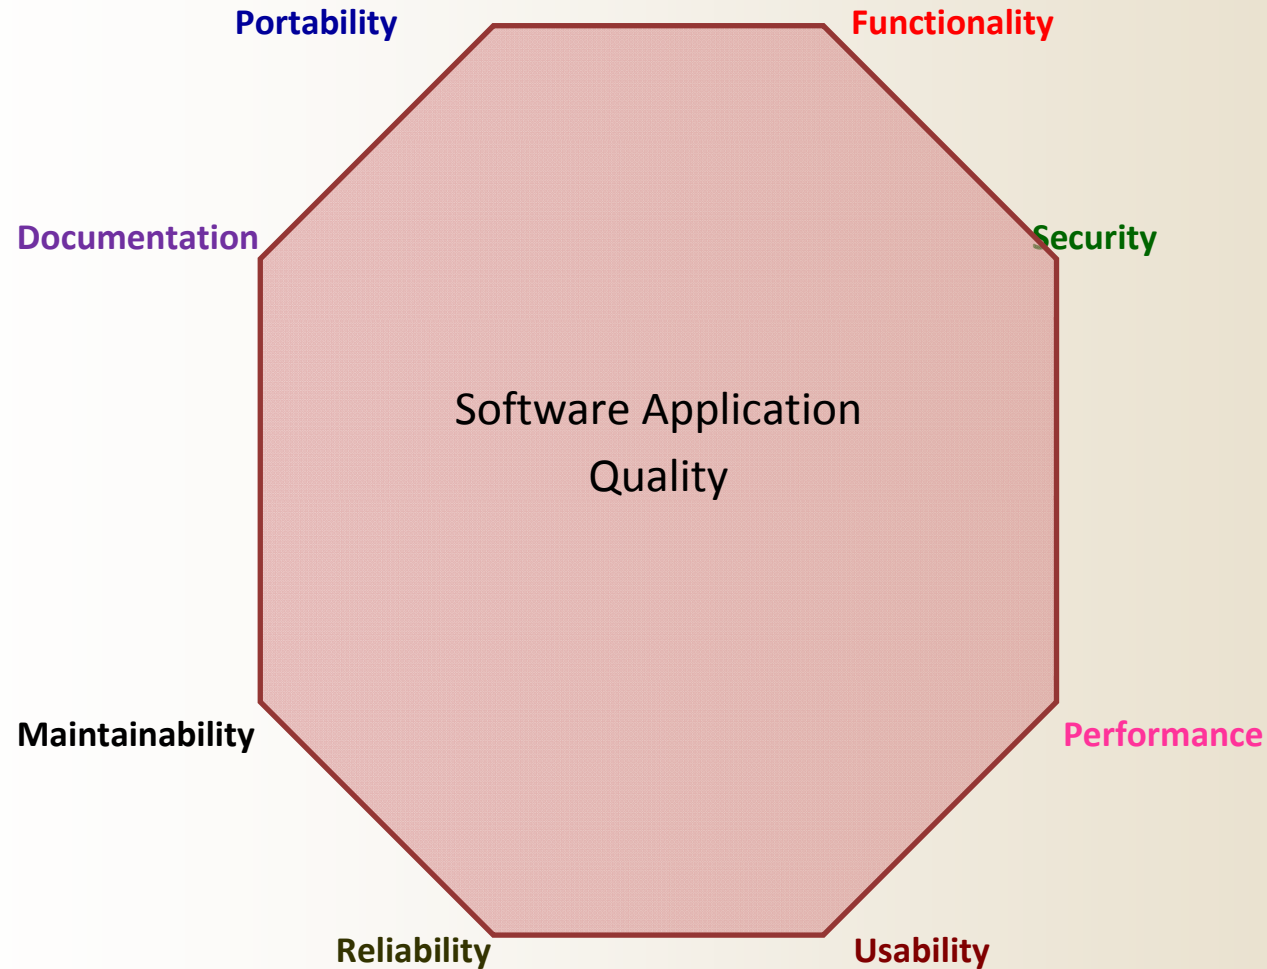 Portability
Functionality
Documentation
Security
Software Application
Quality
Maintainability
Performance
Reliability
Usability